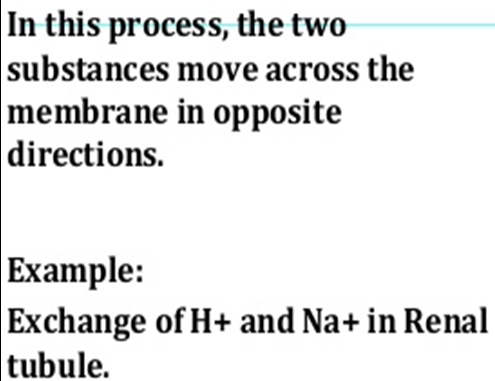 In this process, the two
substances move across the
membrane in opposite
directions.
Example:
Exchange of H+ and Na+ in Renal
tubule.